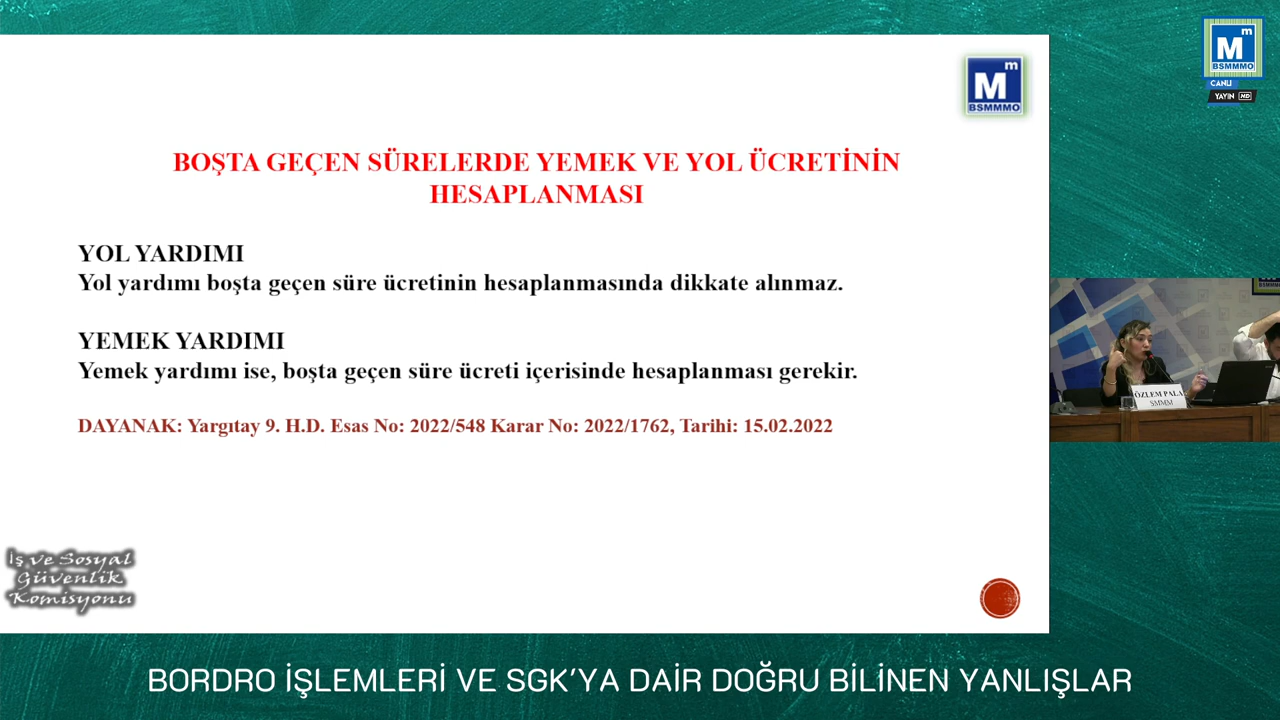 M m
BSMMMO
CANLI
YAYIN HD
M m
BSMMMO
BOŞTA GEÇEN SÜRELERDE YEMEK VE YOL ÜCRETİNİN
HESAPLANMASI
YOL YARDIMI
Yol yardımı boşta geçen süre ücretinin hesaplanmasında dikkate alınmaz.
YEMEK YARDIMI
Yemek yardımı ise, boşta geçen süre ücreti içerisinde hesaplanması gerekir.
DAYANAK: Yargıtay 9. H.D. Esas No: 2022/548 Karar No: 2022/1762, Tarihi: 15.02.2022
ÖZLEM PALA
SMMM
İş ve Sosyal
Güvenlik
Komisyonu
BORDRO İŞLEMLERİ VE SGK'YA DAİR DOĞRU BİLİNEN YANLIŞLAR